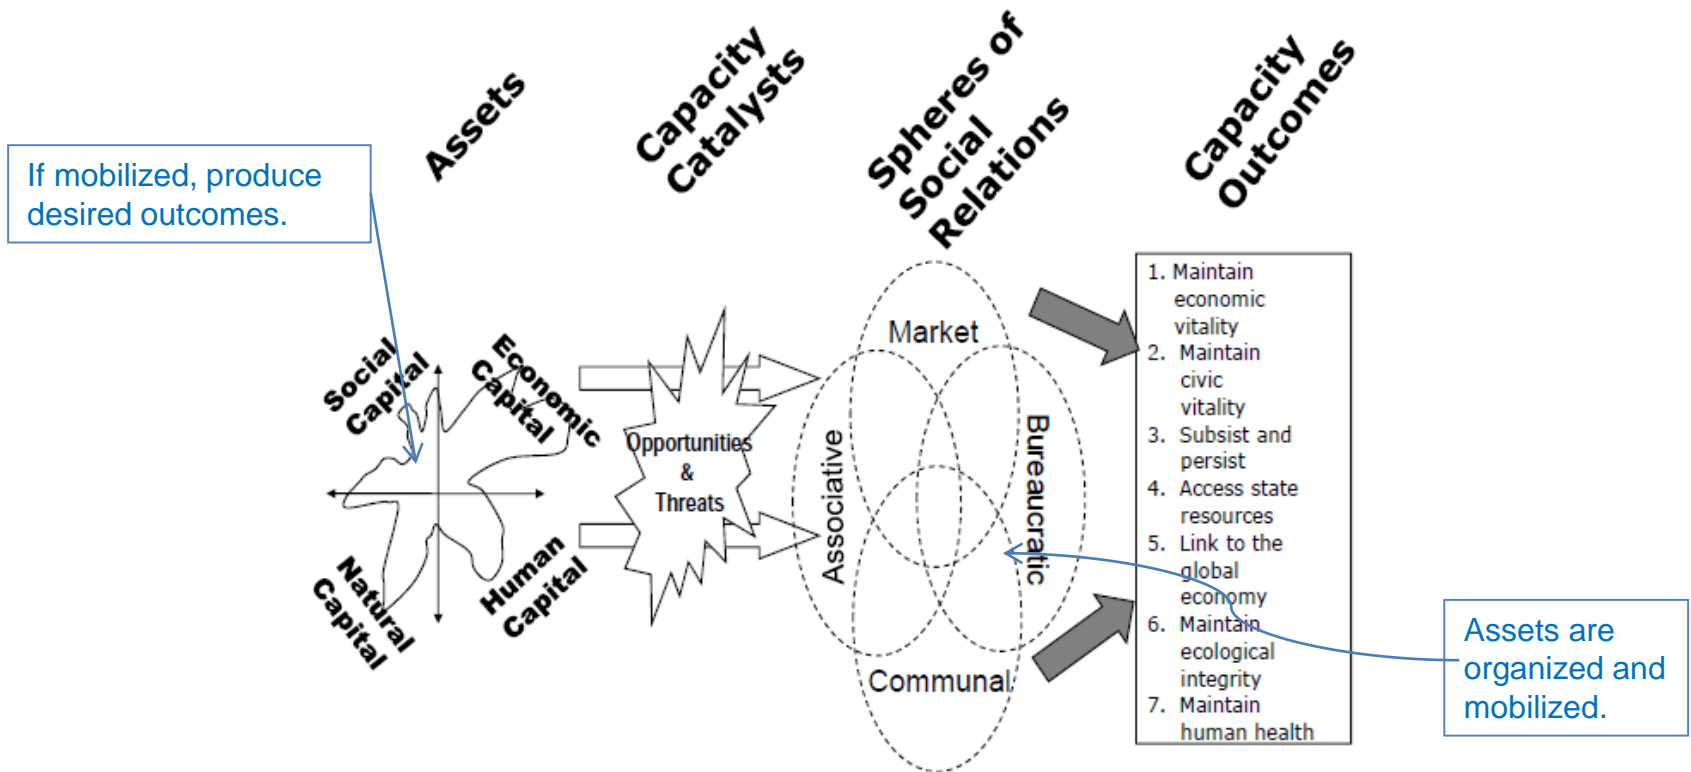 Assets
Capacity
Catalysts
Spheres of
Social
Relations
Capacity
Outcomes
If mobilized, produce
desired outcomes.
Social
Capital
Economic
Capital
Natural
Capital
Human
Capital
Opportunities
&
Threats
Market
Associative
Bureaucratic
Communal
1. Maintain
economic
vitality
2. Maintain
civic
vitality
3. Subsist and
persist
4. Access state
resources
5. Link to the
global
economy
6. Maintain
ecological
integrity
7. Maintain
human health
Assets are
organized and
mobilized.